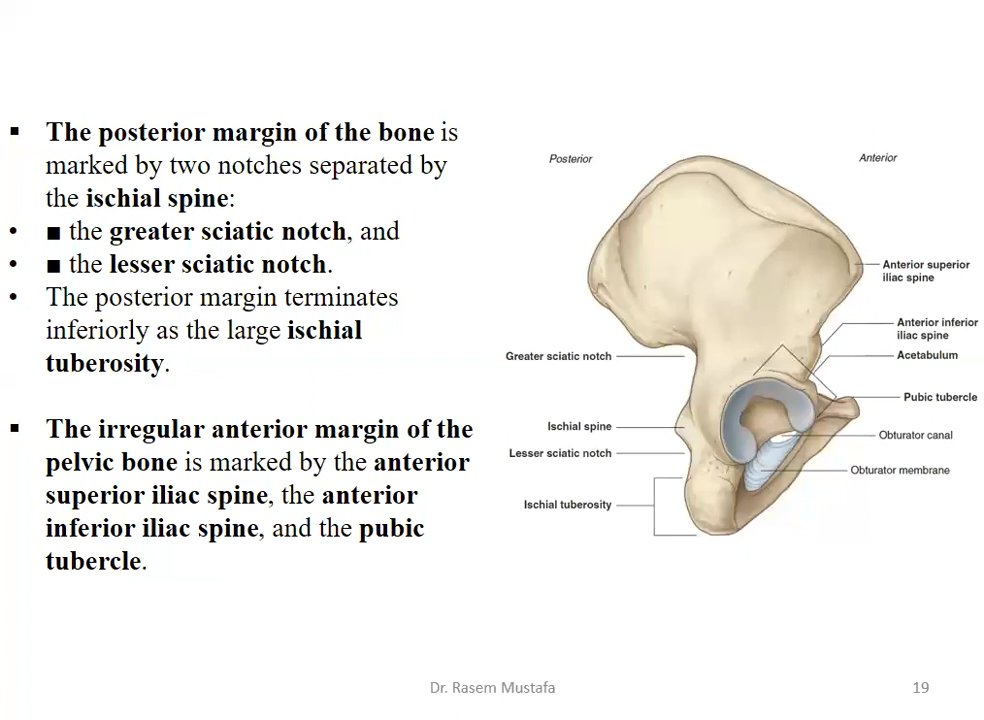 ▪ The posterior margin of the bone is
marked by two notches separated by
the ischial spine:
• ■ the greater sciatic notch, and
• ■ the lesser sciatic notch.
• The posterior margin terminates
inferiorly as the large ischial
tuberosity.
▪ The irregular anterior margin of the
pelvic bone is marked by the anterior
superior iliac spine, the anterior
inferior iliac spine, and the pubic
tubercle.
Posterior
Anterior
Anterior superior
iliac spine
Anterior inferior
iliac spine
Greater sciatic notch
Acetabulum
Pubic tubercle
Ischial spine
Obturator canal
Lesser sciatic notch
Obturator membrane
Ischial tuberosity
Dr. Rasem Mustafa
19